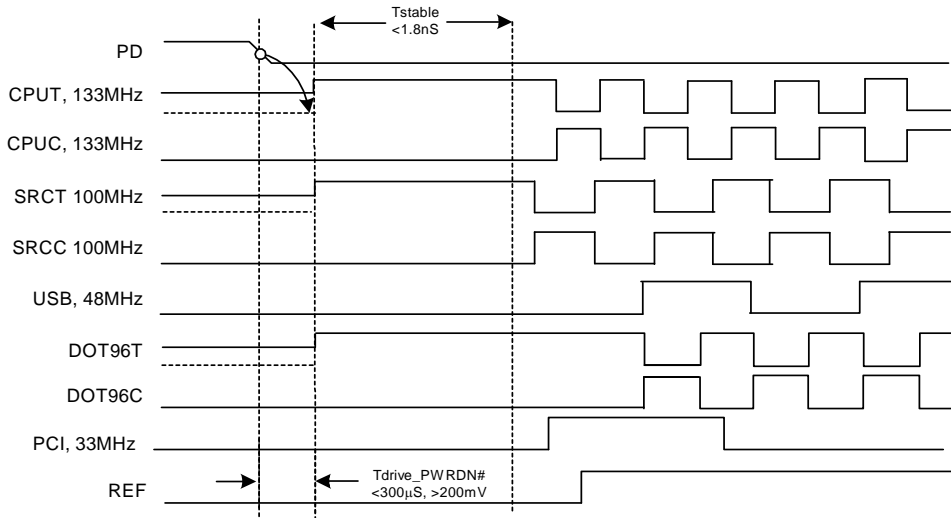 Tstable
<1.8nS
PD
CPUT, 133MHz
CPUC, 133MHz
SRCT 100MHz
SRCC 100MHz
USB, 48MHz
DOT96T
DOT96C
PCI, 33MHz
REF
Tdrive_PWRDN#
<300µS, >200mV